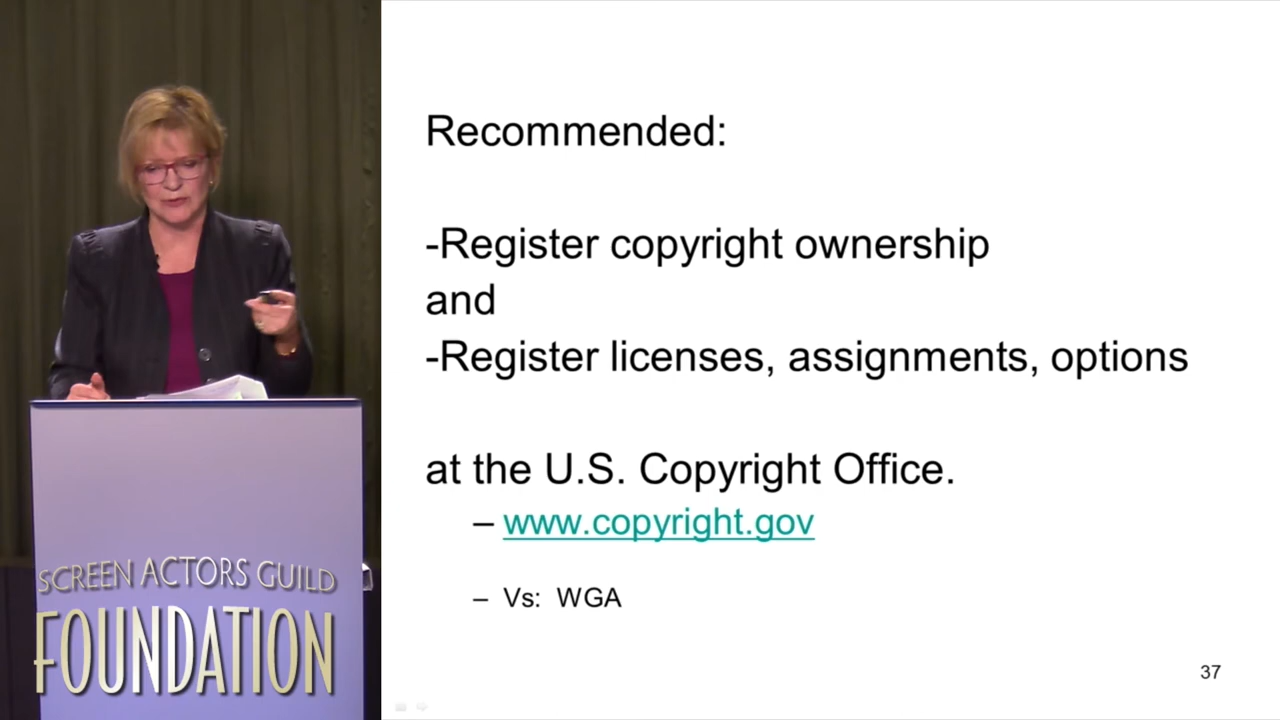 Recommended:
-Register copyright ownership
and
-Register licenses, assignments, options
at the U.S. Copyright Office.
– www.copyright.gov
– Vs: WGA
37
SCREEN ACTORS GUILD
FOUNDATION